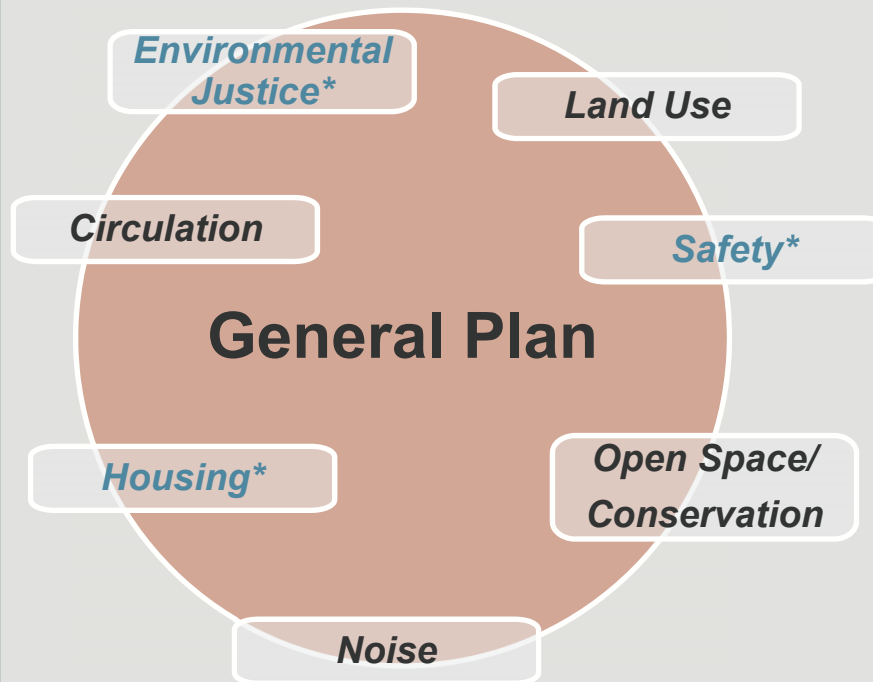 Environmental
Justice*
Land Use
Circulation
Safety*
General Plan
Housing*
Open Space/
Conservation
Noise